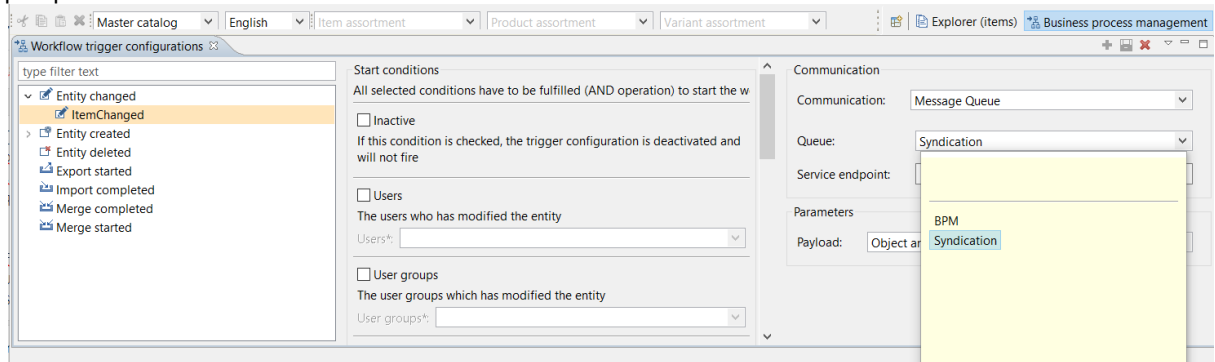 Master catalog English Item assortment Product assortment Variant assortment Explorer (items) Business process management
Workflow trigger configurations
type filter text
Entity changed
ItemChanged
Entity created
Entity deleted
Export started
Import completed
Merge completed
Merge started
Start conditions
All selected conditions have to be fulfilled (AND operation) to start the w
Inactive
If this condition is checked, the trigger configuration is deactivated and
will not fire
Users
The users who has modified the entity
Users*:
User groups
The user groups which has modified the entity
User groups*:
Communication
Communication: Message Queue
Queue: Syndication
Service endpoint:
BPM
Syndication
Parameters
Payload: Object ar